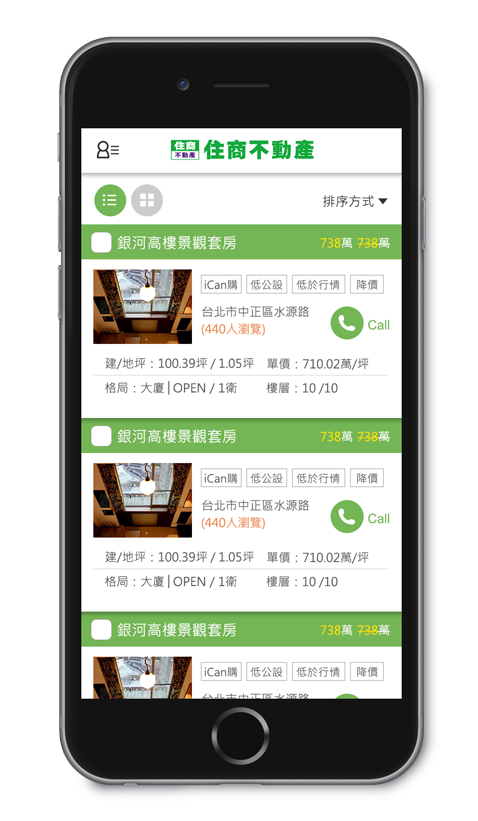 住商
不動產
住商不動產
排序方式
銀河高樓景觀套房 738萬 738萬
iCan購 低公設 低於行情 降價
台北市中正區水源路
(440人瀏覽)
Call
建/地坪：100.39坪 / 1.05坪 單價：710.02萬/坪
格局：大廈│OPEN / 1衛 樓層：10 /10
銀河高樓景觀套房 738萬 738萬
iCan購 低公設 低於行情 降價
台北市中正區水源路
(440人瀏覽)
Call
建/地坪：100.39坪 / 1.05坪 單價：710.02萬/坪
格局：大廈│OPEN / 1衛 樓層：10 /10
銀河高樓景觀套房 738萬 738萬
iCan購 低公設 低於行情 降價
台北市中正區水源路